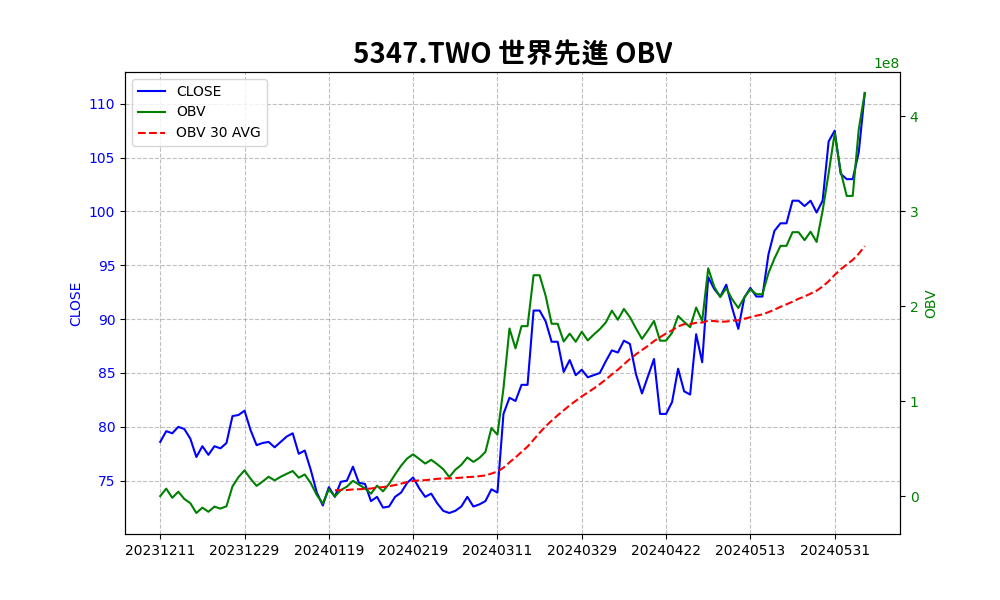 5347.TWO 世界先進 OBV
1e8
CLOSE
OBV
OBV 30 AVG
110
105
100
95
90
85
80
75
CLOSE
4
3
2
1
0
OBV
20231211 20231229 20240119 20240219 20240311 20240329 20240422 20240513 20240531